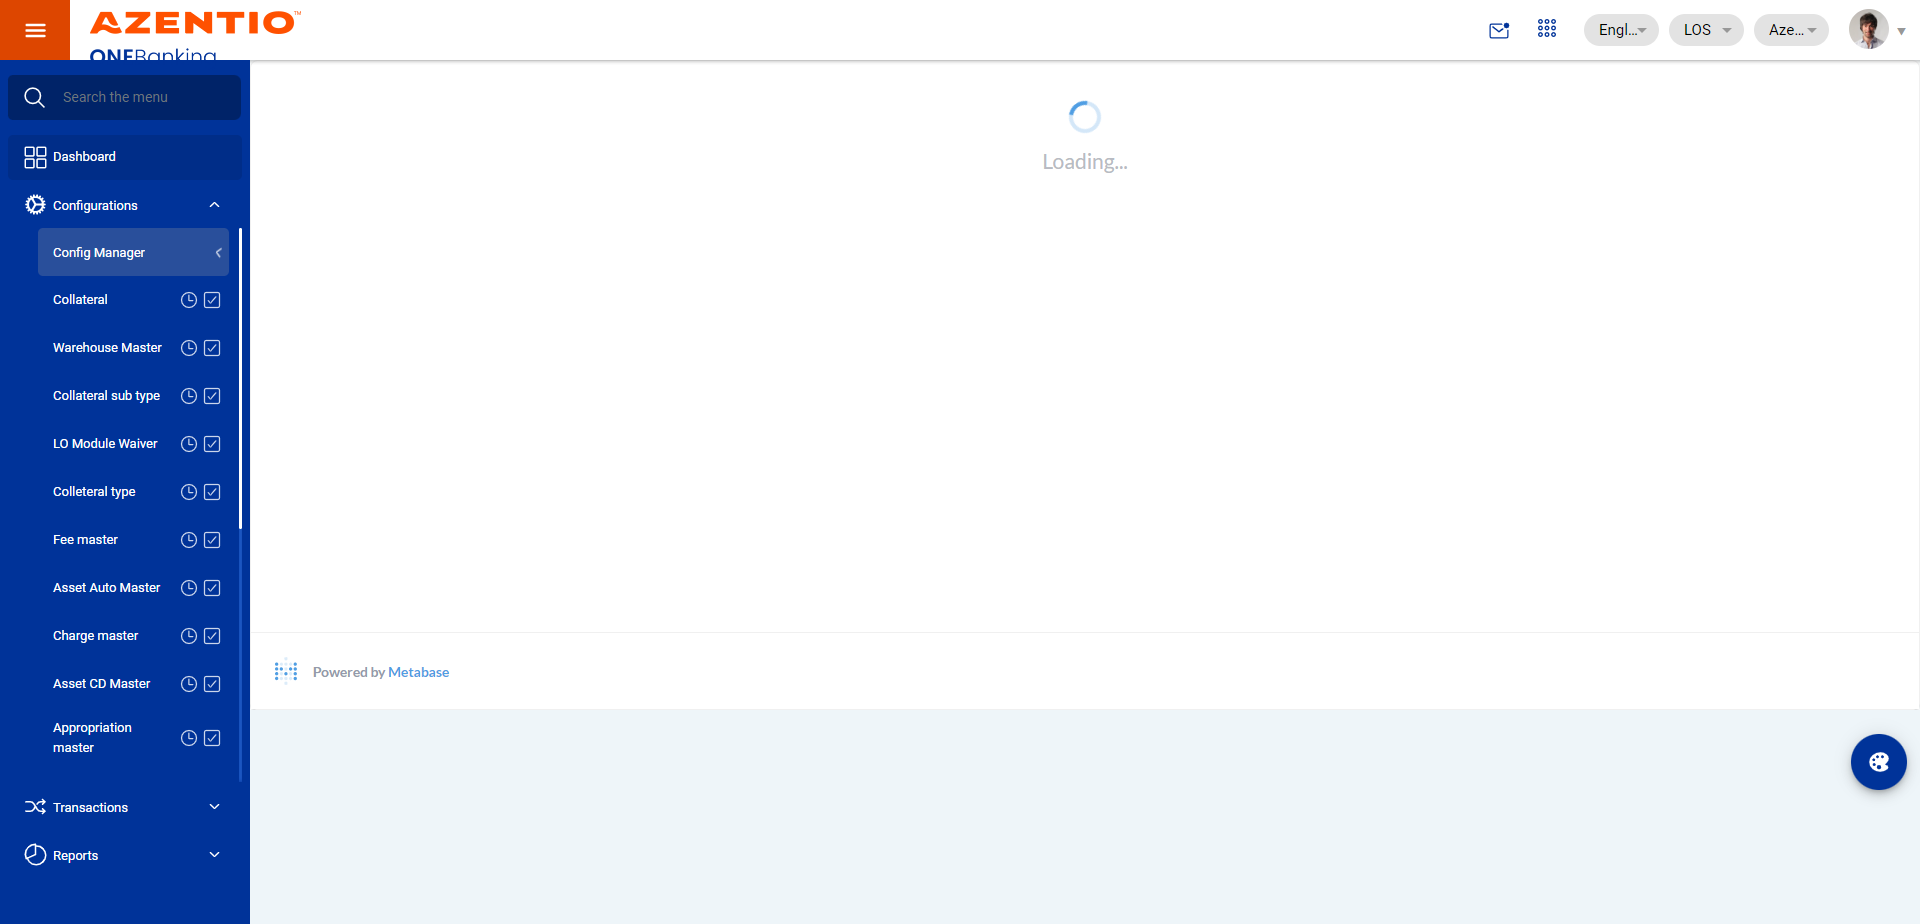 AZENTIO™
ONEBanking
Engl...
LOS
Aze...
Search the menu
Dashboard
Configurations
Config Manager
Collateral
Warehouse Master
Collateral sub type
LO Module Waiver
Colleteral type
Fee master
Asset Auto Master
Charge master
Asset CD Master
Appropriation
master
Transactions
Reports
Loading...
Powered by Metabase